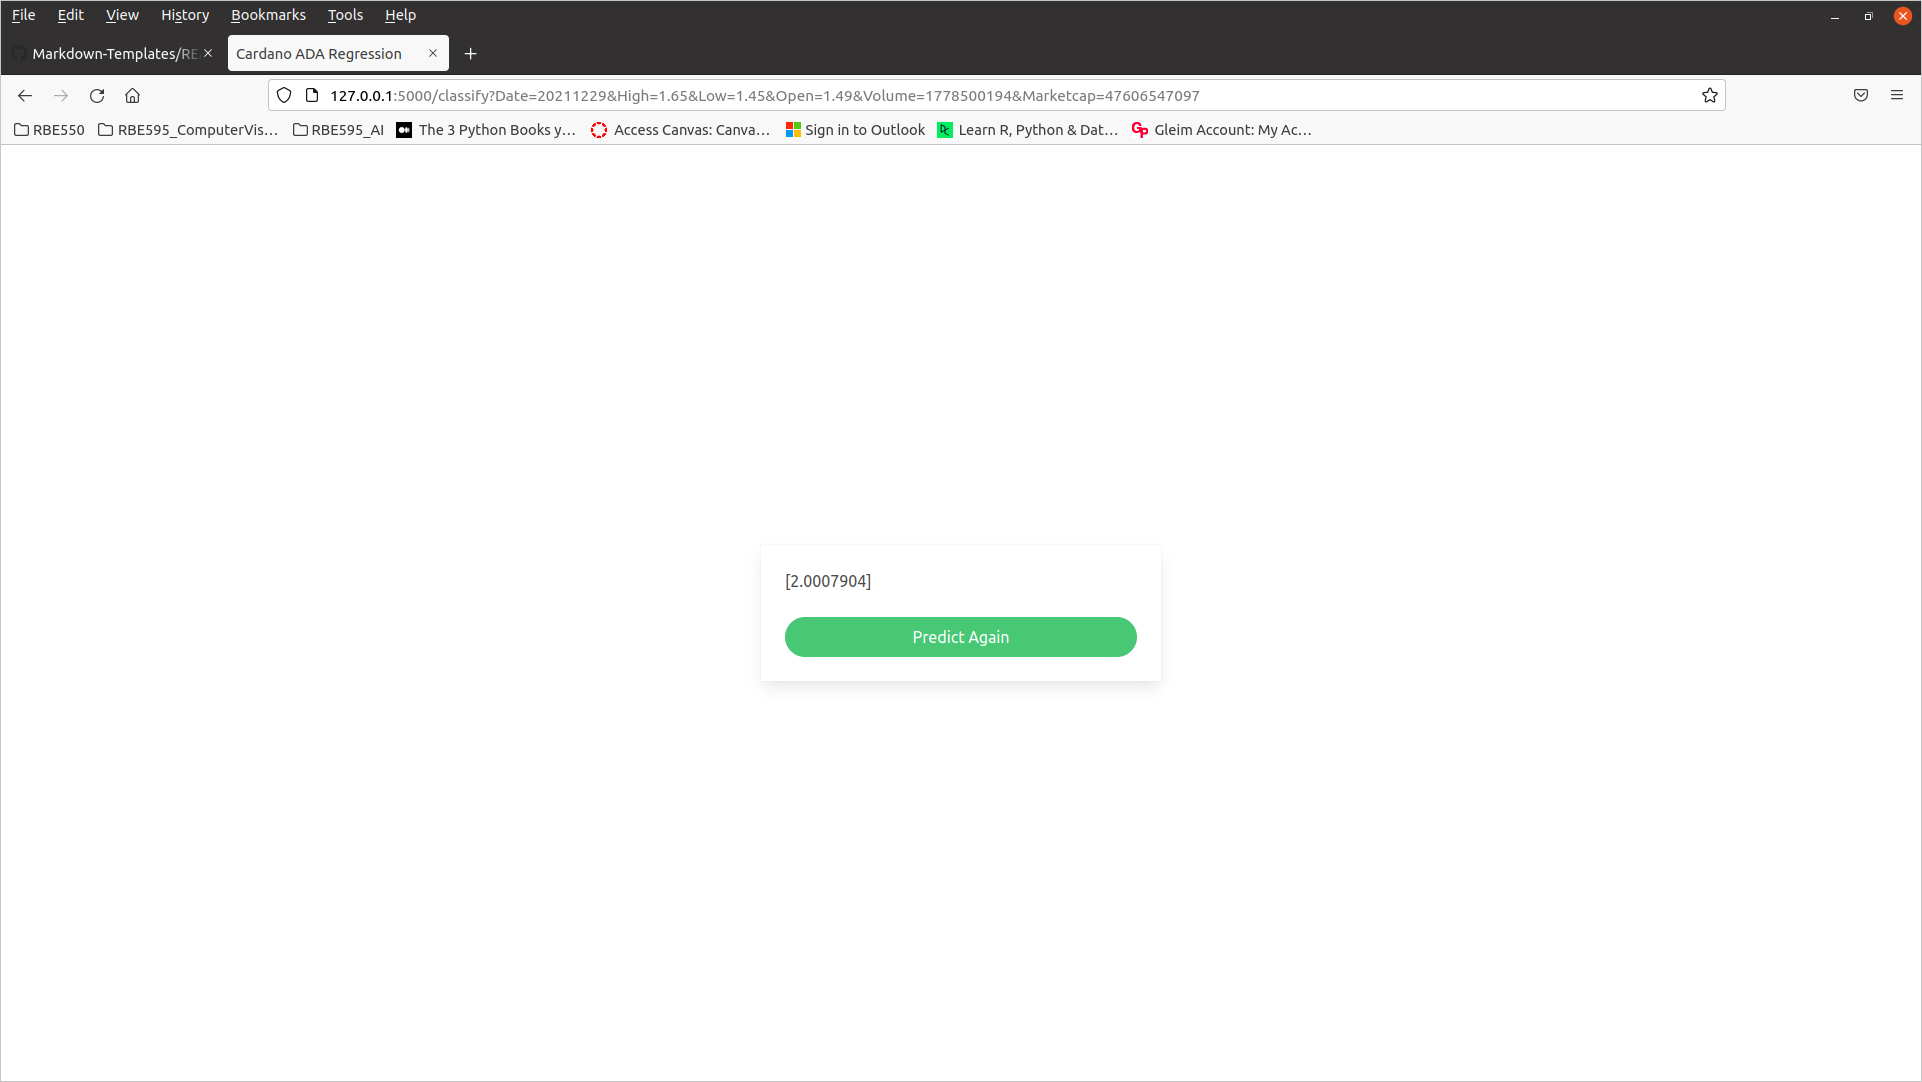 File Edit View History Bookmarks Tools Help
Markdown-Templates/RE
Cardano ADA Regression
127.0.0.1:5000/classify?Date=20211229&High=1.65&Low=1.45&Open=1.49&Volume=1778500194&Marketcap=47606547097
RBE550 RBE595_ComputerVis... RBE595_AI The 3 Python Books y... Access Canvas: Canva... Sign in to Outlook Learn R, Python & Dat... Gleim Account: My Ac...
[2.0007904]
Predict Again